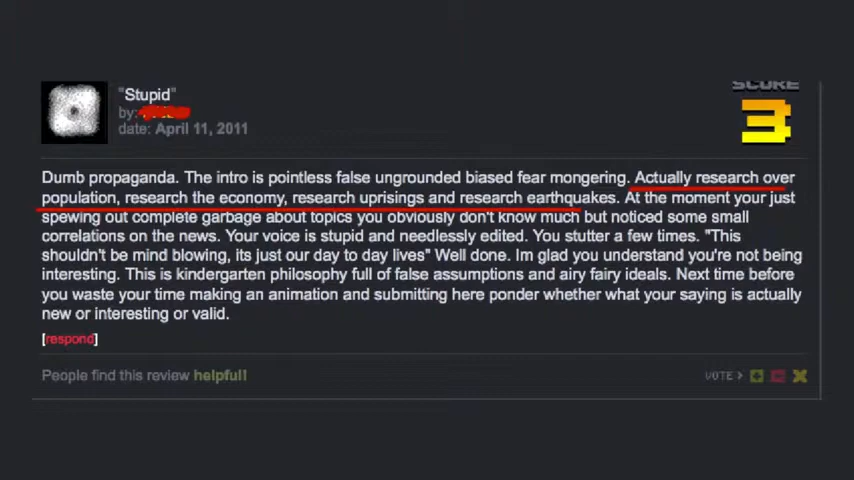 "Stupid"
SCORE
by:
3
date: April 11, 2011
Dumb propaganda. The intro is pointless false ungrounded biased fear mongering. Actually research over
population, research the economy, research uprisings and research earthquakes. At the moment your just
spewing out complete garbage about topics you obviously don't know much but noticed some small
correlations on the news. Your voice is stupid and needlessly edited. You stutter a few times. "This
shouldn't be mind blowing, its just our day to day lives" Well done. Im glad you understand you're not being
interesting. This is kindergarten philosophy full of false assumptions and airy fairy ideals. Next time before
you waste your time making an animation and submitting here ponder whether what your saying is actually
new or interesting or valid.
[respond]
People find this review helpful!
VOTE >